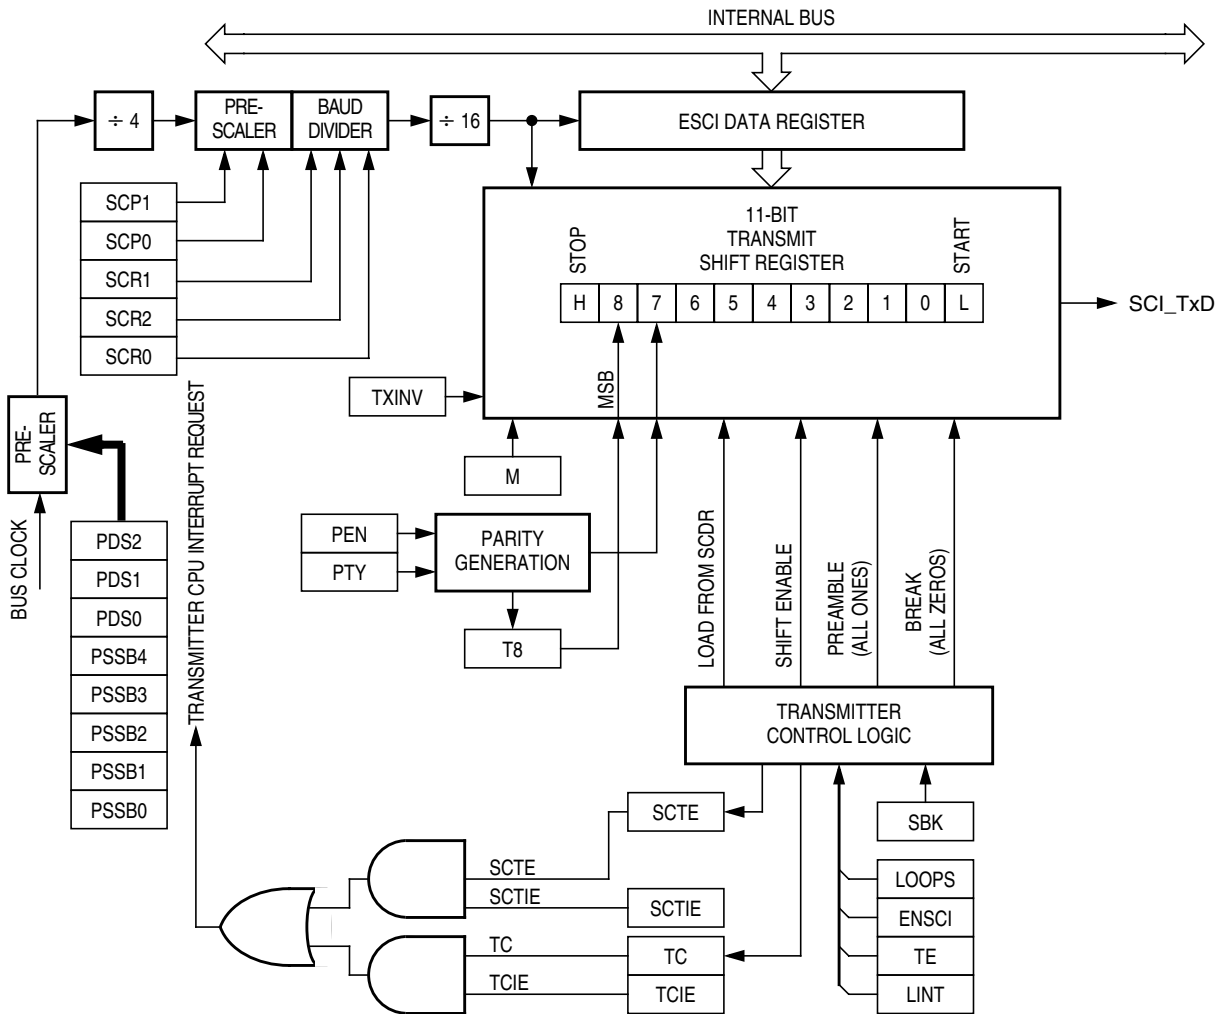 INTERNAL BUS
÷ 4
PRE-
SCALER
BAUD
DIVIDER
÷ 16
ESCI DATA REGISTER
SCP1
SCP0
SCR1
SCR2
SCR0
11-BIT
TRANSMIT
SHIFT REGISTER
STOP
START
H 8 7 6 5 4 3 2 1 0 L
SCI_TxD
TXINV
MSB
M
PRE-
SCALER
BUS CLOCK
TRANSMITTER CPU INTERRUPT REQUEST
PDS2
PDS1
PDS0
PSSB4
PSSB3
PSSB2
PSSB1
PSSB0
PEN
PTY
PARITY
GENERATION
T8
LOAD FROM SCDR
SHIFT ENABLE
PREAMBLE
(ALL ONES)
BREAK
(ALL ZEROS)
TRANSMITTER
CONTROL LOGIC
SCTE
SBK
SCTE
SCTIE
SCTIE
TC
TC
TCIE
TCIE
LOOPS
ENSCI
TE
LINT